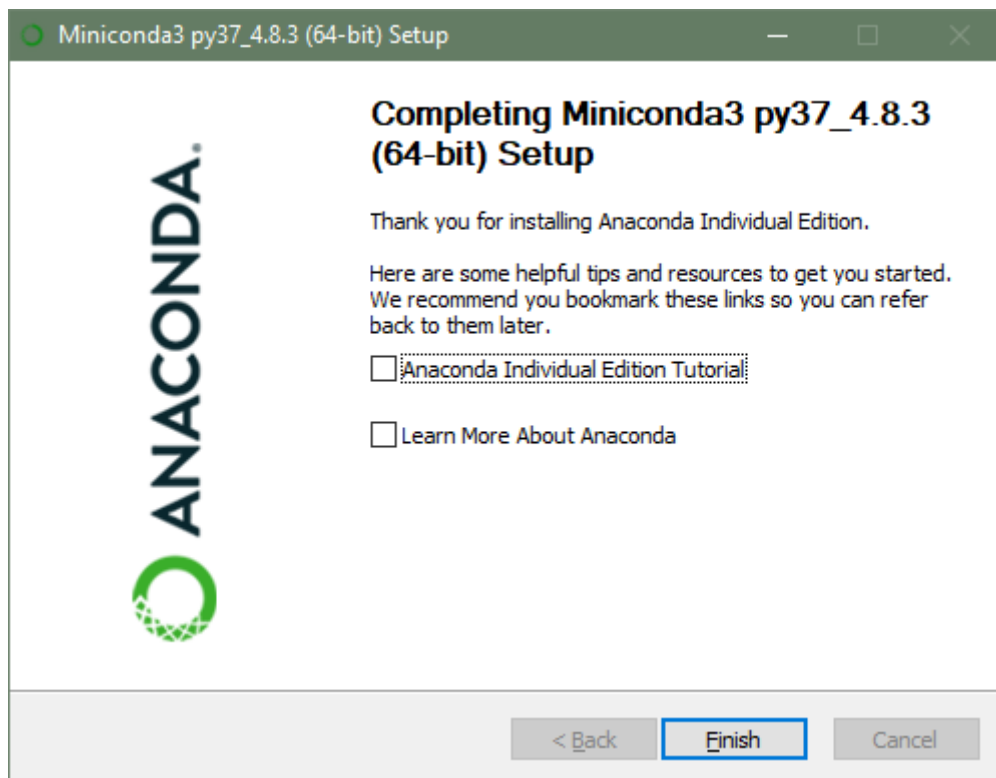 Miniconda3 py37_4.8.3 (64-bit) Setup
Completing Miniconda3 py37_4.8.3
(64-bit) Setup
Thank you for installing Anaconda Individual Edition.
Here are some helpful tips and resources to get you started.
We recommend you bookmark these links so you can refer
back to them later.
Anaconda Individual Edition Tutorial
Learn More About Anaconda
ANACONDA.
< Back
Finish
Cancel